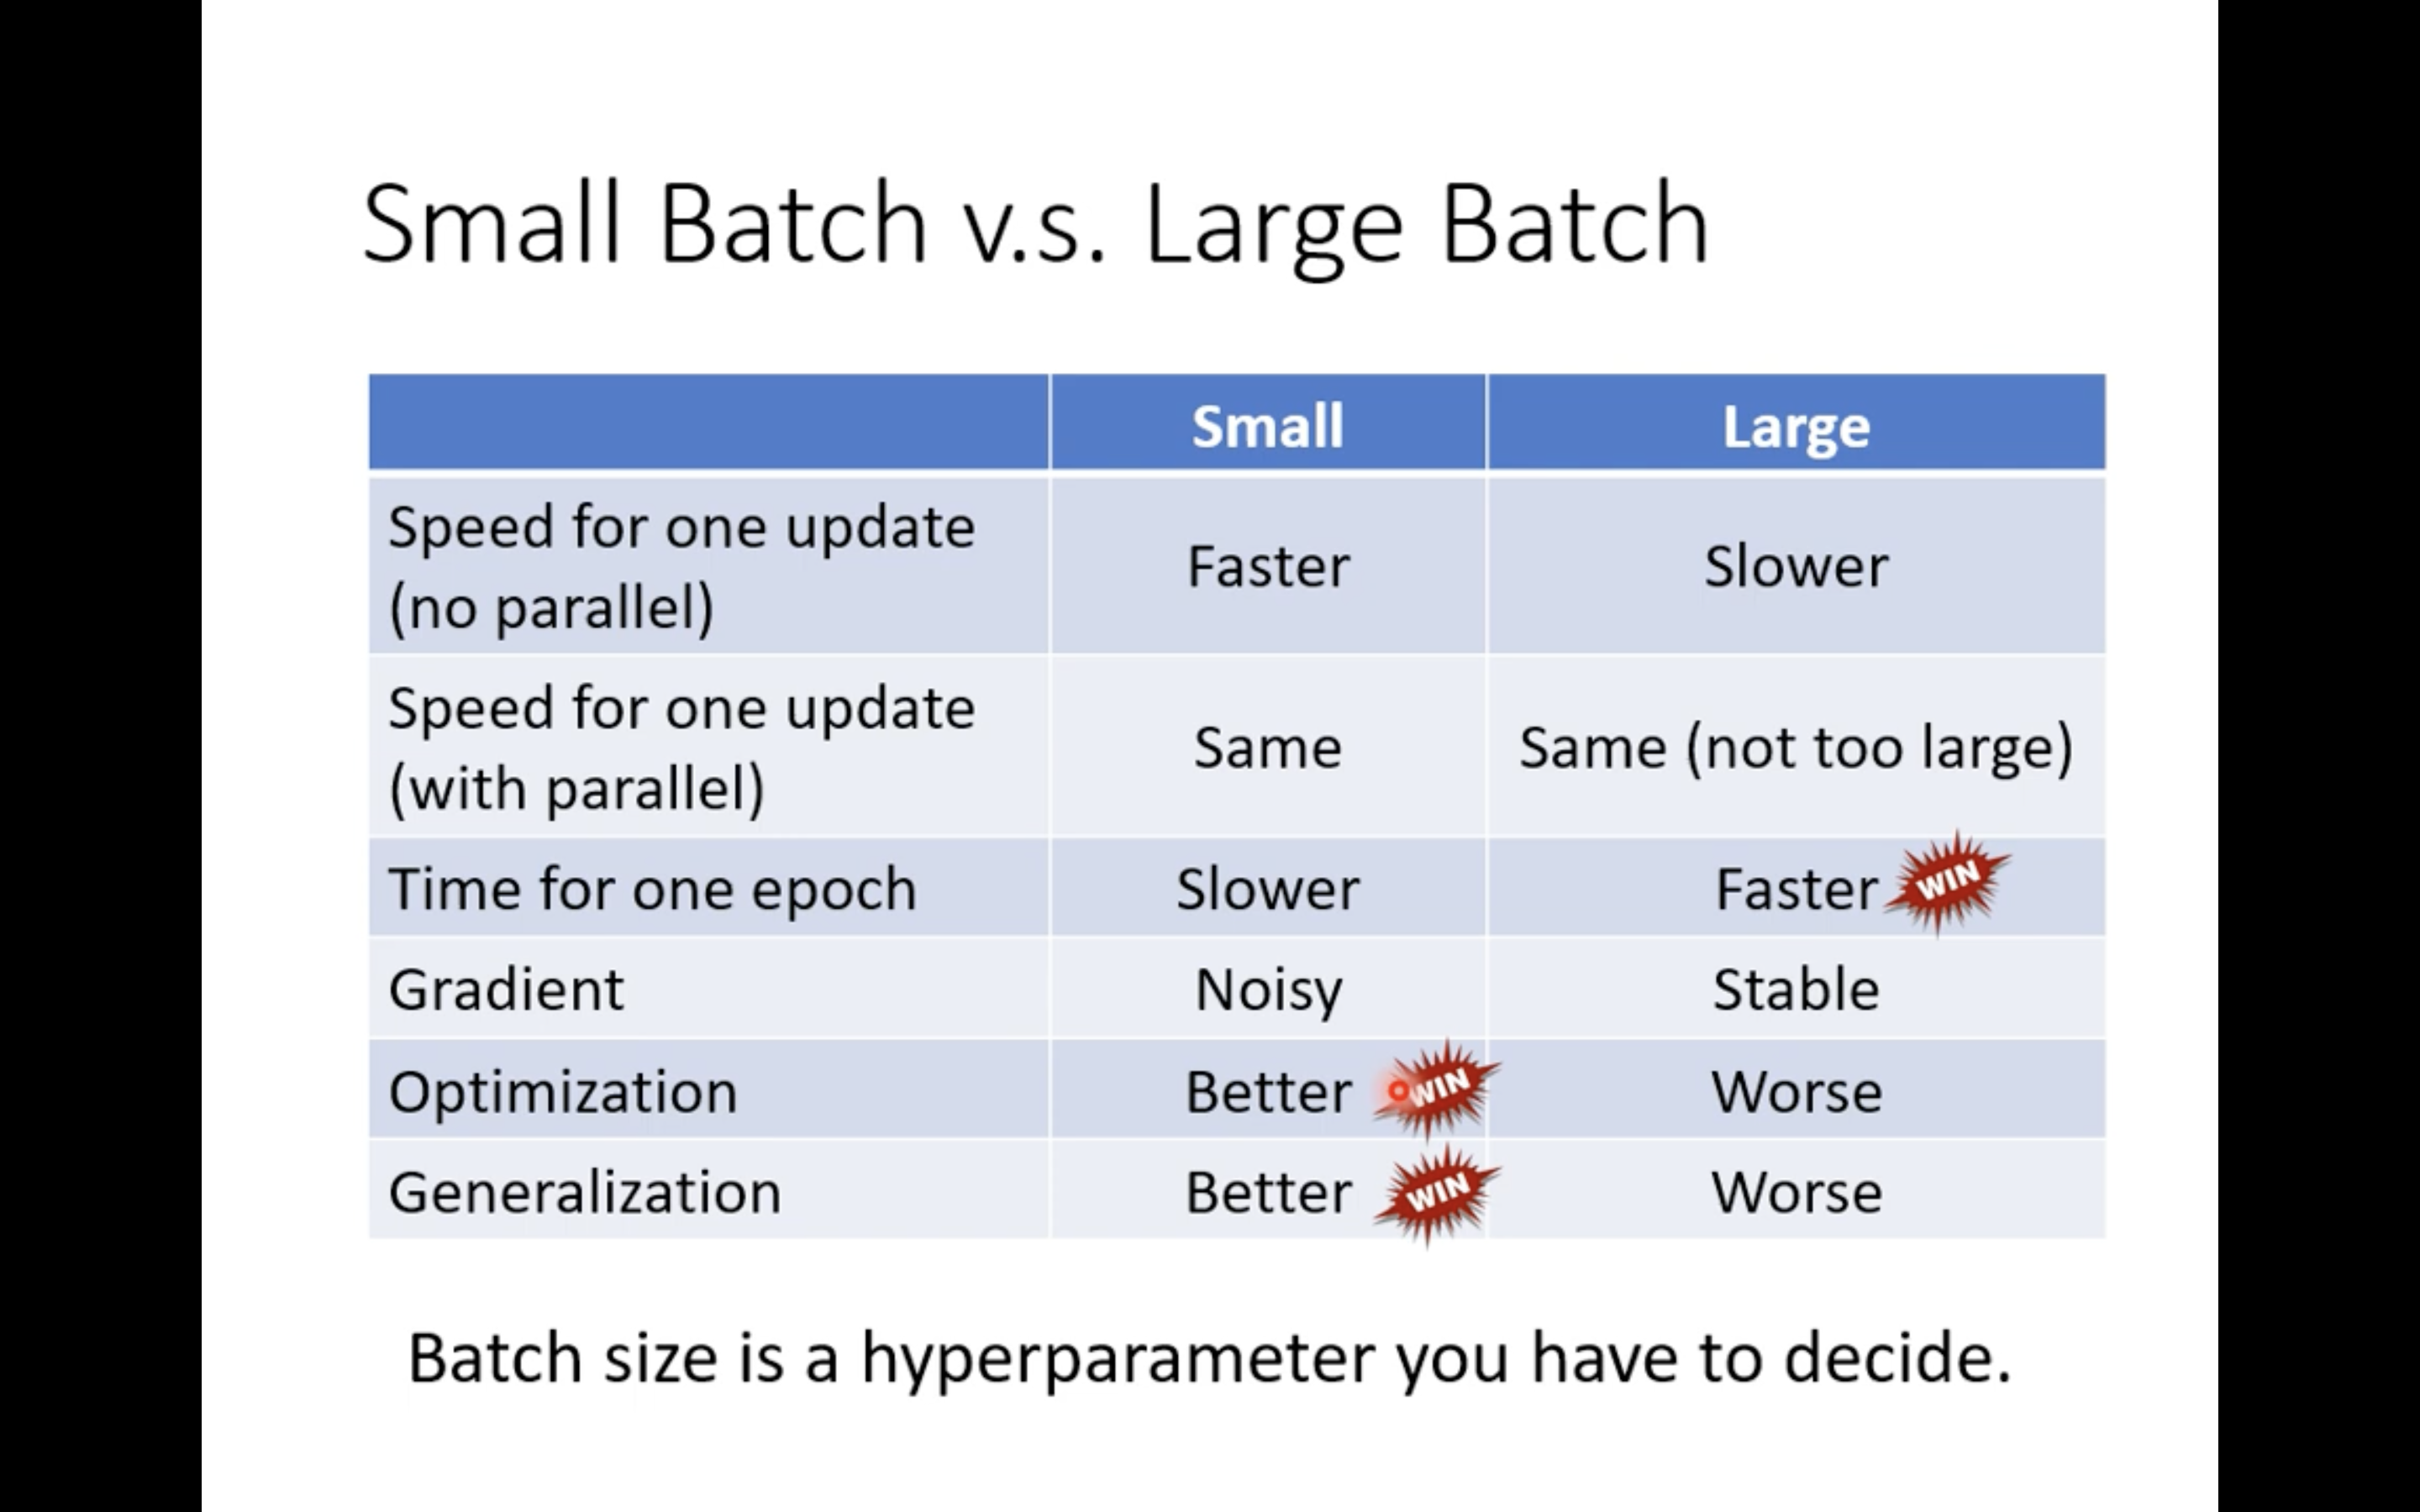 Small Batch v.s. Large Batch
Small Large
Speed for one update
(no parallel)
Faster Slower
Speed for one update
(with parallel)
Same Same (not too large)
Time for one epoch Slower Faster WIN
Gradient Noisy Stable
Optimization Better WIN Worse
Generalization Better WIN Worse
Batch size is a hyperparameter you have to decide.